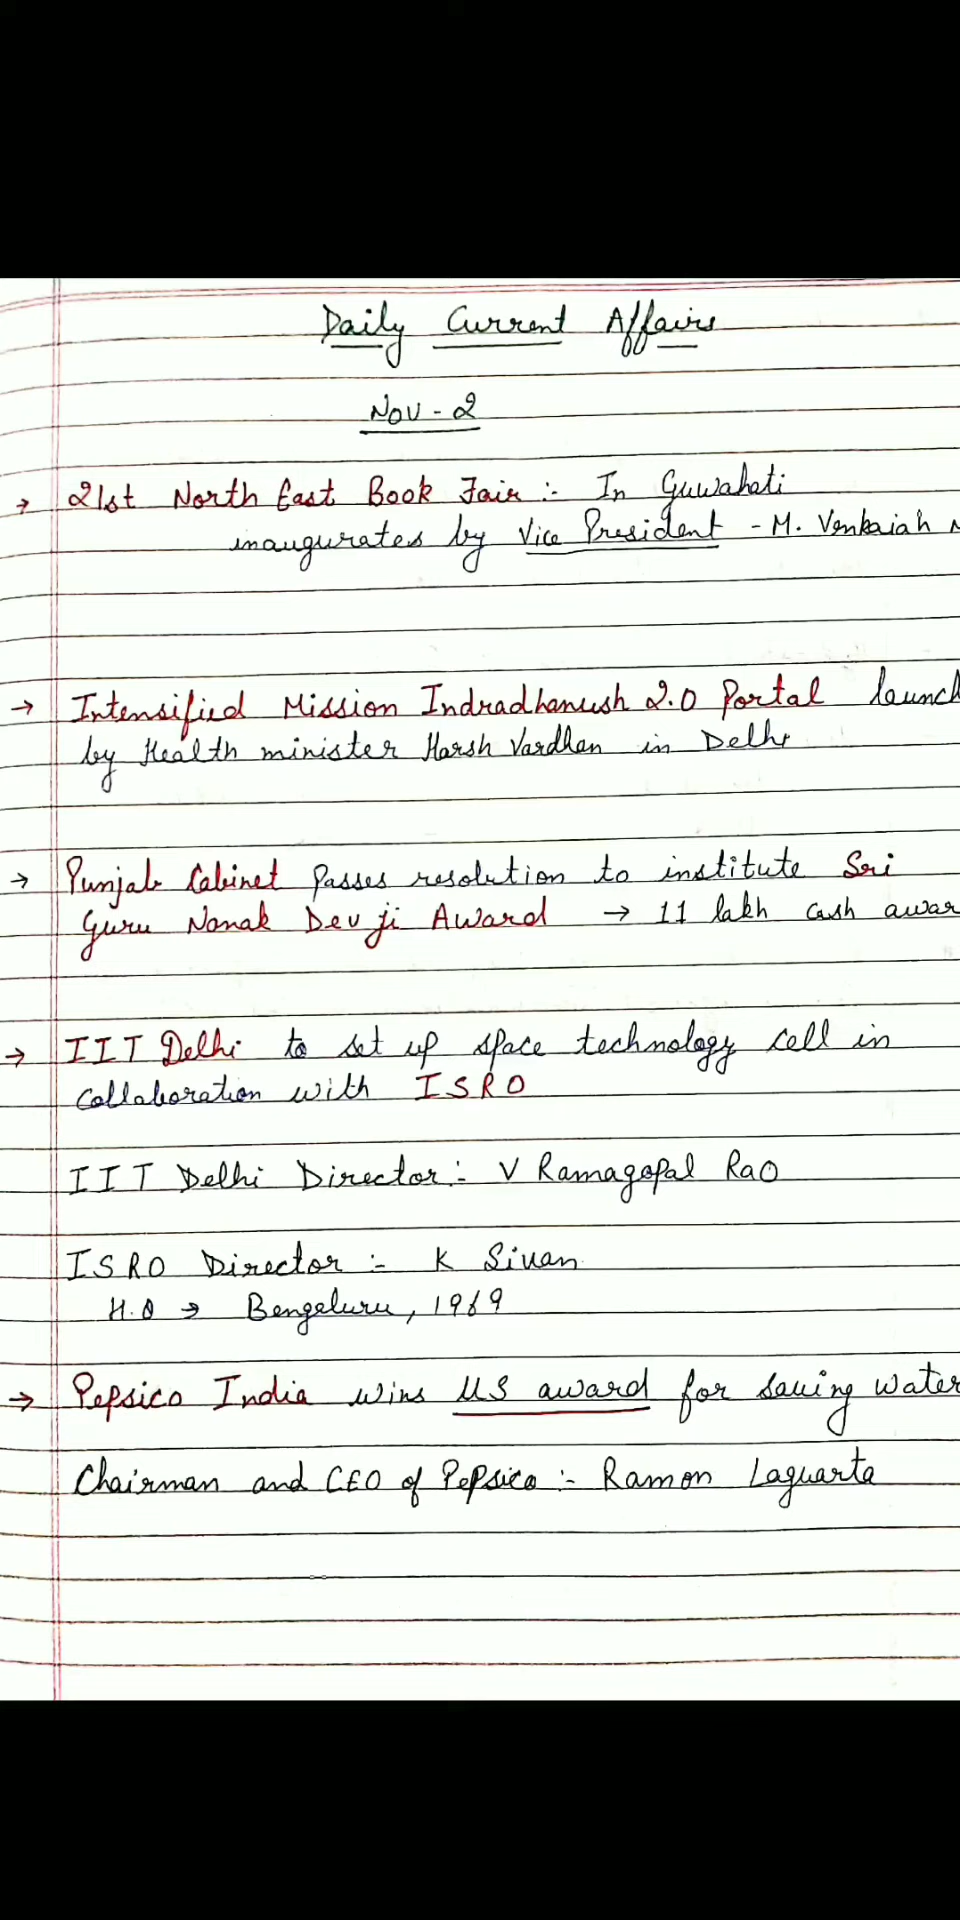 Daily Current Affairs
Nov - 2
→ 21st North East Book Fair :- In Guwahati
inaugurates by Vice President - M. Venkaiah N
→ Intensified Mission Indradhanush 2.0 Portal launch
by Health minister Harsh Vardhan in Delhi
→ Punjab Cabinet Passes resolution to institute Sri
Guru Nanak Dev ji Award → 11 lakh cash awar
→ IIT Delhi to set up space technology cell in
collaboration with ISRO
IIT Delhi Director :- V Ramagopal Rao
ISRO Director :- K Sivan
H.Q → Bengeluru, 1969
→ Pepsico India wins US award for saving water
Chairman and CEO of Pepsico :- Ramon Laguarta